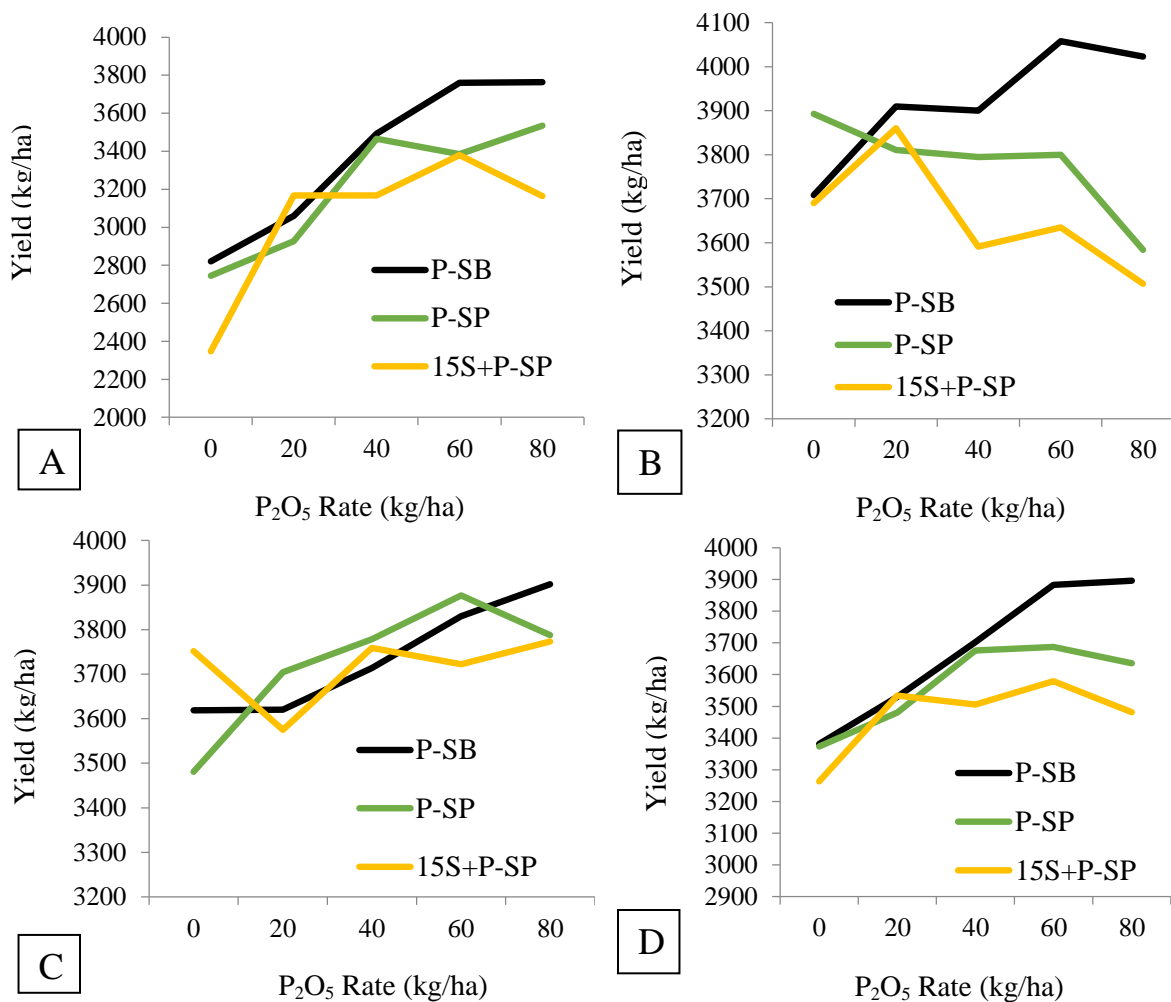 4000
3800
3600
3400
3200
3000
2800
2600
2400
2200
2000
Yield (kg/ha)
P-SB
P-SP
15S+P-SP
0 20 40 60 80
A
P₂O₅ Rate (kg/ha)
4100
4000
3900
3800
3700
3600
3500
3400
3300
3200
Yield (kg/ha)
P-SB
P-SP
15S+P-SP
0 20 40 60 80
B
P₂O₅ Rate (kg/ha)
4000
3900
3800
3700
3600
3500
3400
3300
3200
Yield (kg/ha)
P-SB
P-SP
15S+P-SP
0 20 40 60 80
C
P₂O₅ Rate (kg/ha)
4000
3900
3800
3700
3600
3500
3400
3300
3200
3100
3000
2900
Yield (kg/ha)
P-SB
P-SP
15S+P-SP
0 20 40 60 80
D
P₂O₅ Rate (kg/ha)